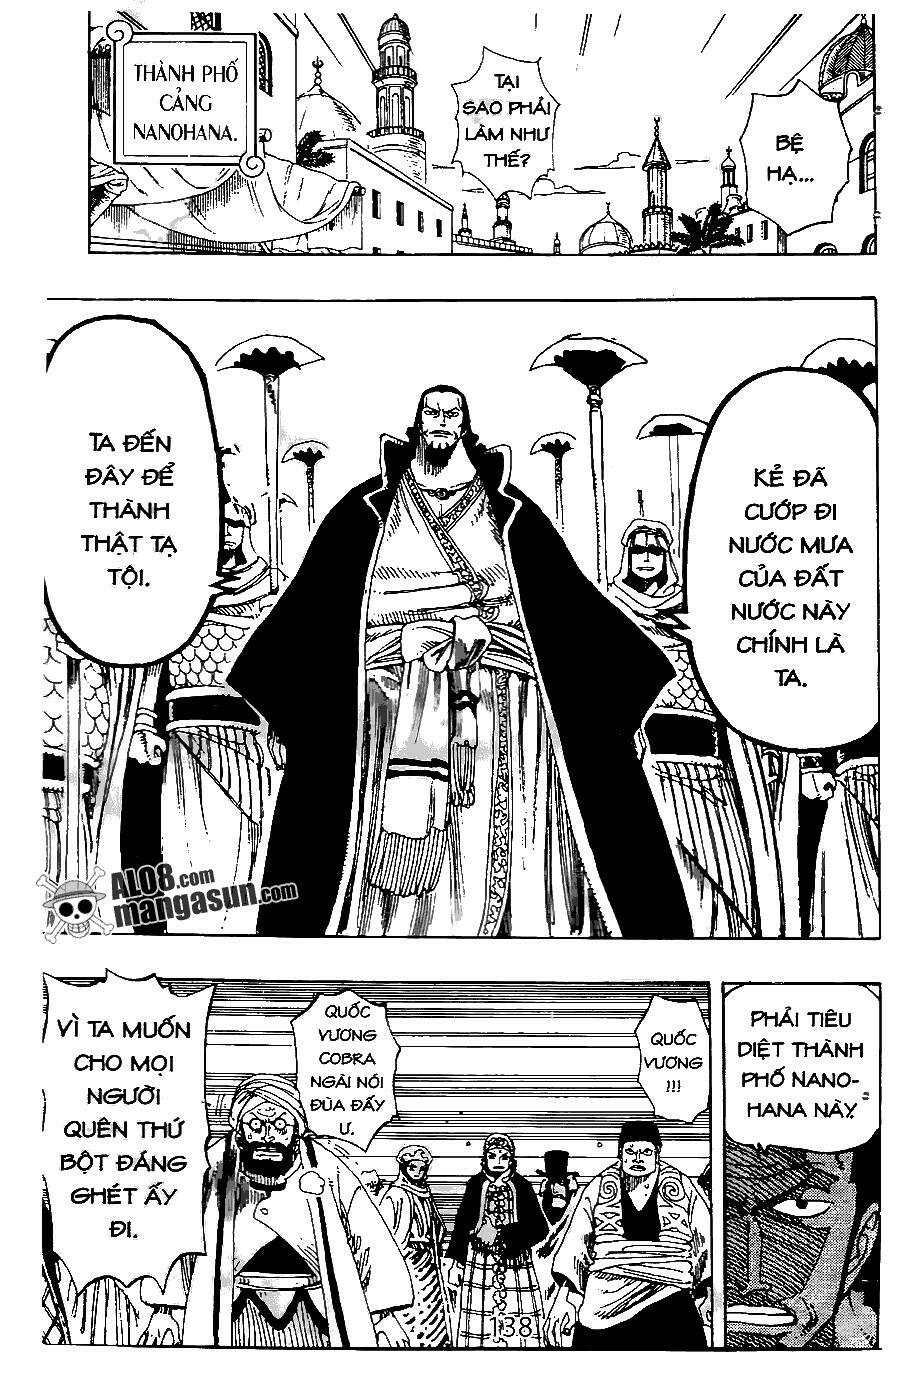 THÀNH PHỐ
CẢNG
NANOHANA.
BỆ
HẠ...
TẠI
SAO PHẢI
LÀM NHƯ
THẾ?
KẺ ĐÃ
CƯỚP ĐI
NƯỚC MƯA
CỦA ĐẤT
NƯỚC NÀY
CHÍNH LÀ
TA.
TA ĐẾN
ĐÂY ĐỂ
THÀNH
THẬT TẠ
TỘI.
AL08.com
mangasun.com
PHẢI TIÊU
DIỆT THÀNH
PHỐ NANO-
HANA NÀY.
QUỐC
VƯƠNG
!!!
QUỐC
VƯƠNG
COBRA
NGÀI NÓI
ĐÙA ĐẤY
Ư.
VÌ TA MUỐN
CHO MỌI
NGƯỜI
QUÊN THỨ
BỘT ĐÁNG
GHÉT ẤY
ĐI.
138